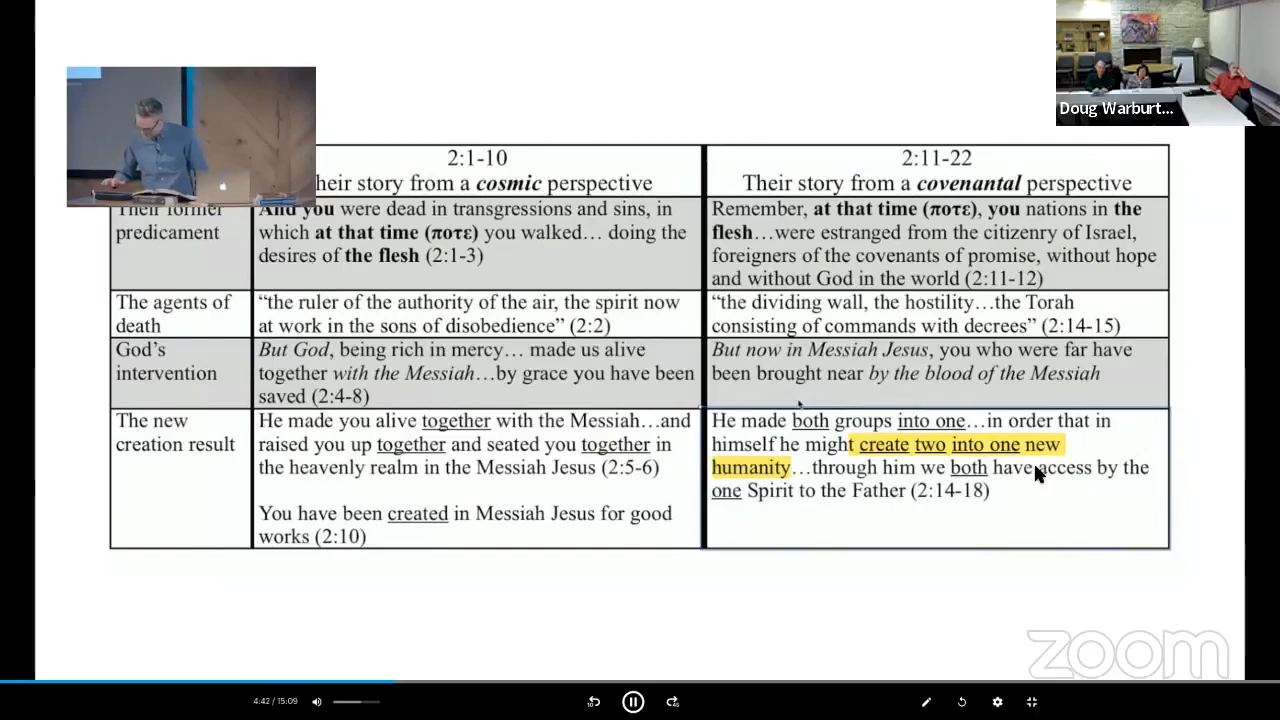 Doug Warburt...
2:1-10
heir story from a cosmic perspective
2:11-22
Their story from a covenantal perspective
Their former
predicament
And you were dead in transgressions and sins, in
which at that time (ποτε) you walked… doing the
desires of the flesh (2:1-3)
Remember, at that time (ποτε), you nations in the
flesh…were estranged from the citizenry of Israel,
foreigners of the covenants of promise, without hope
and without God in the world (2:11-12)
The agents of
death
“the ruler of the authority of the air, the spirit now
at work in the sons of disobedience” (2:2)
“the dividing wall, the hostility…the Torah
consisting of commands with decrees” (2:14-15)
God’s
intervention
But God, being rich in mercy… made us alive
together with the Messiah…by grace you have been
saved (2:4-8)
But now in Messiah Jesus, you who were far have
been brought near by the blood of the Messiah
The new
creation result
He made you alive together with the Messiah…and
raised you up together and seated you together in
the heavenly realm in the Messiah Jesus (2:5-6)
You have been created in Messiah Jesus for good
works (2:10)
He made both groups into one…in order that in
himself he might create two into one new
humanity…through him we both have access by the
one Spirit to the Father (2:14-18)
zoom
4:42 / 15:09
10
45